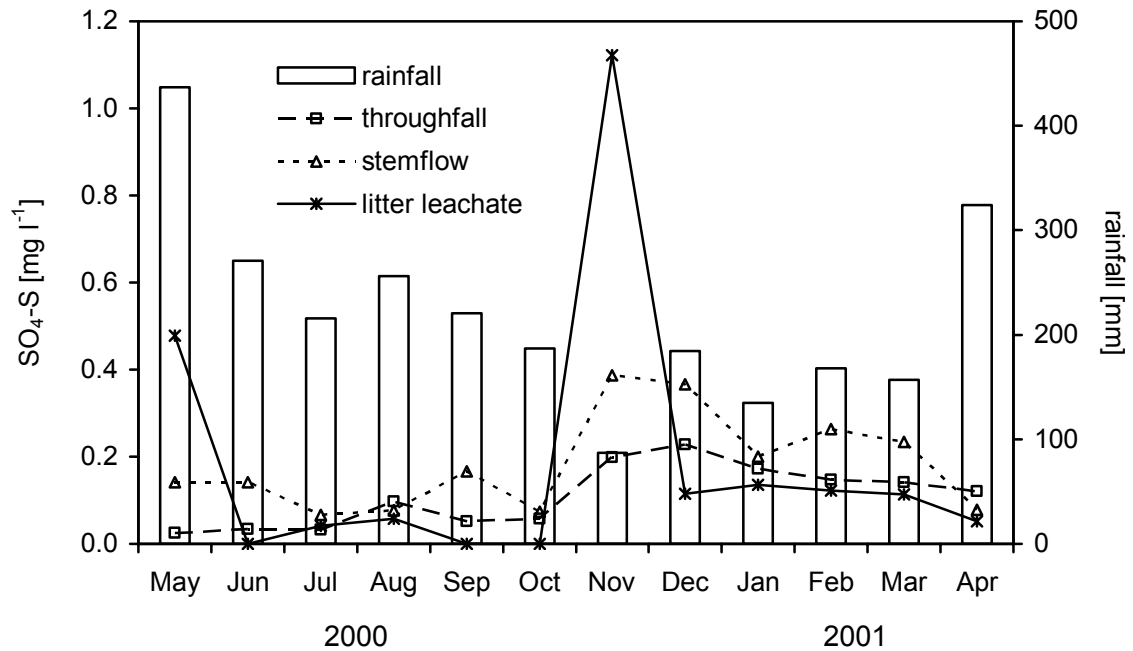 1.2
1.0
0.8
0.6
0.4
0.2
0.0
SO₄-S [mg l⁻¹]
rainfall
throughfall
stemflow
litter leachate
500
400
300
200
100
0
rainfall [mm]
May Jun Jul Aug Sep Oct Nov Dec Jan Feb Mar Apr
2000 2001